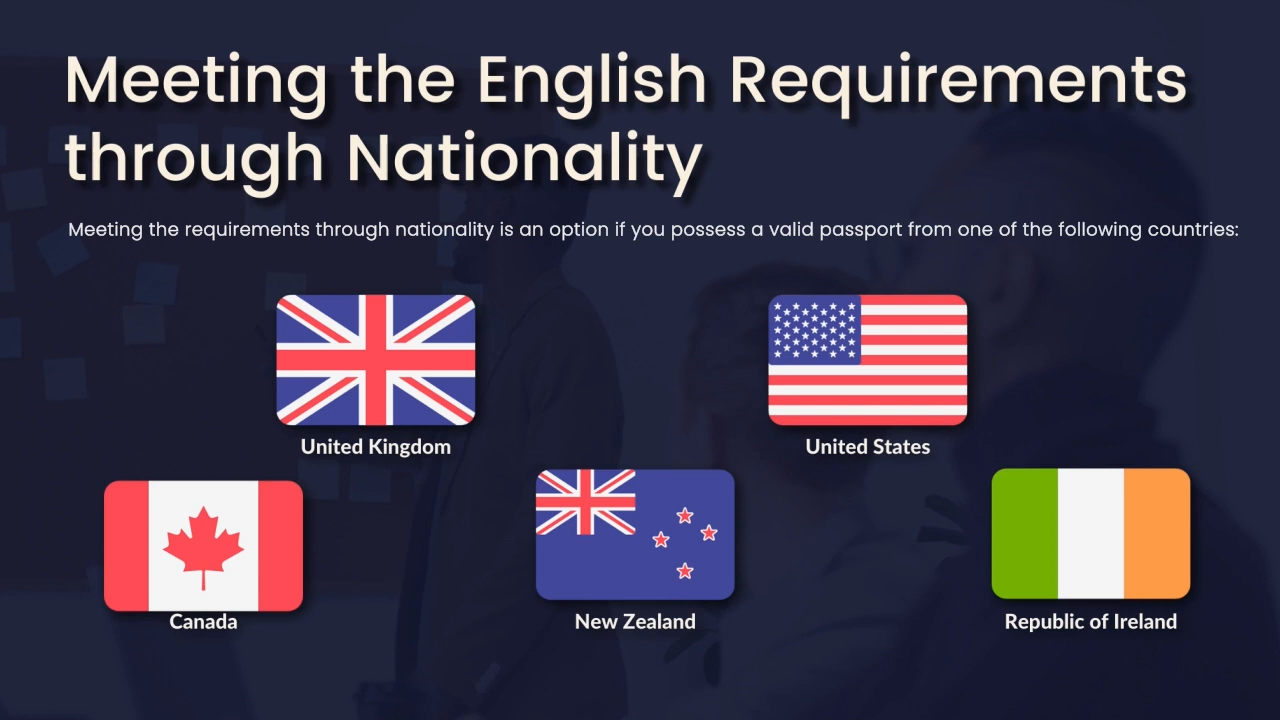 Meeting the English Requirements
through Nationality
Meeting the requirements through nationality is an option if you possess a valid passport from one of the following countries:
United Kingdom
United States
Canada
New Zealand
Republic of Ireland